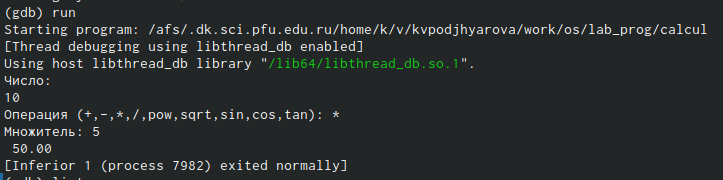 (gdb) run
Starting program: /afs/.dk.sci.pfu.edu.ru/home/k/v/kvpodjhyarova/work/os/lab_prog/calcul
[Thread debugging using libthread_db enabled]
Using host libthread_db library "/lib64/libthread_db.so.1".
Число:
10
Операция (+,-,*,/,pow,sqrt,sin,cos,tan): *
Множитель: 5
50.00
[Inferior 1 (process 7982) exited normally]